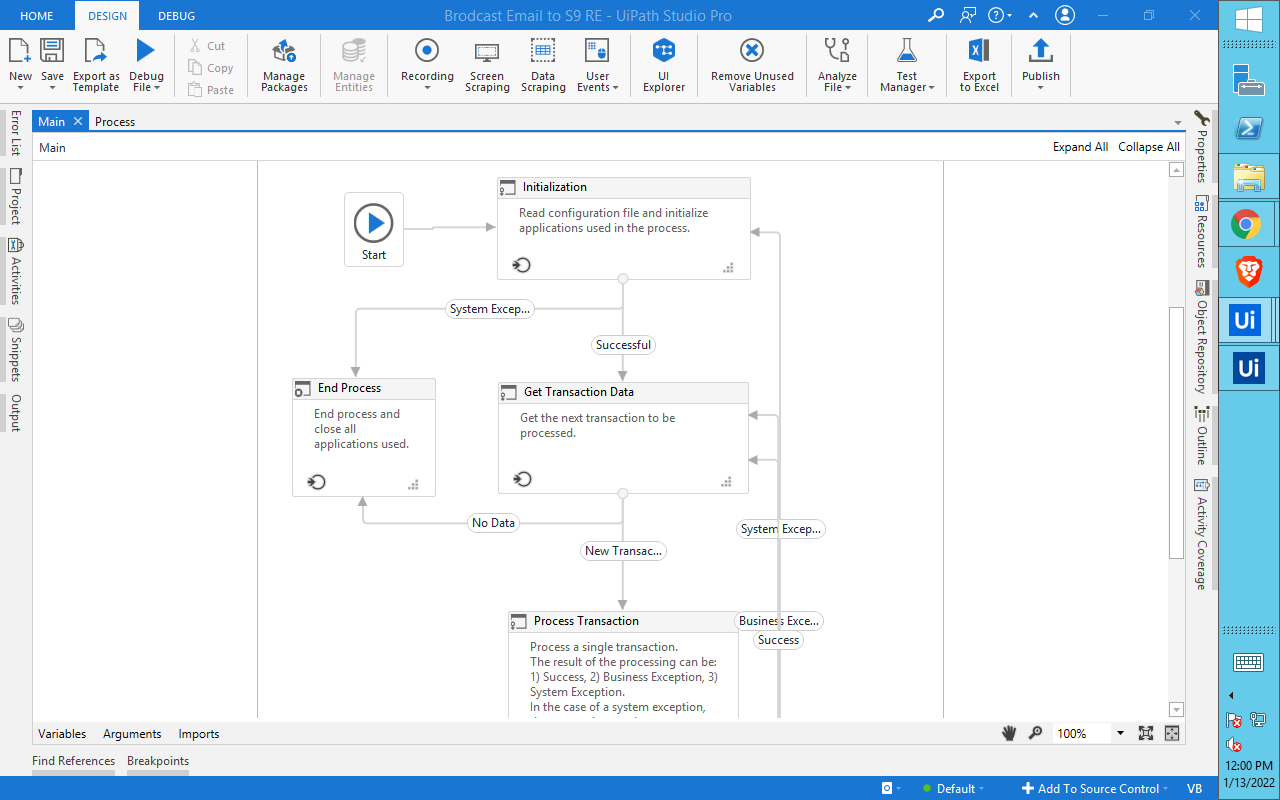 HOME
DESIGN
DEBUG
Brodcast Email to S9 RE - UiPath Studio Pro
New
Save
Export as
Template
Debug
File
Cut
Copy
Paste
Manage
Packages
Manage
Entities
Recording
Screen
Scraping
Data
Scraping
User
Events
UI
Explorer
Remove Unused
Variables
Analyze
File
Test
Manager
Export
to Excel
Publish
Main
Process
Main
Expand All
Collapse All
Error List
Project
Activities
Snippets
Output
Start
Initialization
Read configuration file and initialize
applications used in the process.
System Excep...
Successful
End Process
End process and
close all
applications used.
Get Transaction Data
Get the next transaction to be
processed.
No Data
New Transac...
System Excep...
Business Exce...
Success
Process Transaction
Process a single transaction.
The result of the processing can be:
1) Success, 2) Business Exception, 3)
System Exception.
In the case of a system exception,
Properties
Resources
Object Repository
Outline
Activity Coverage
Variables
Arguments
Imports
100%
Find References
Breakpoints
Default
Add To Source Control
VB
Ui
Ui
12:00 PM
1/13/2022